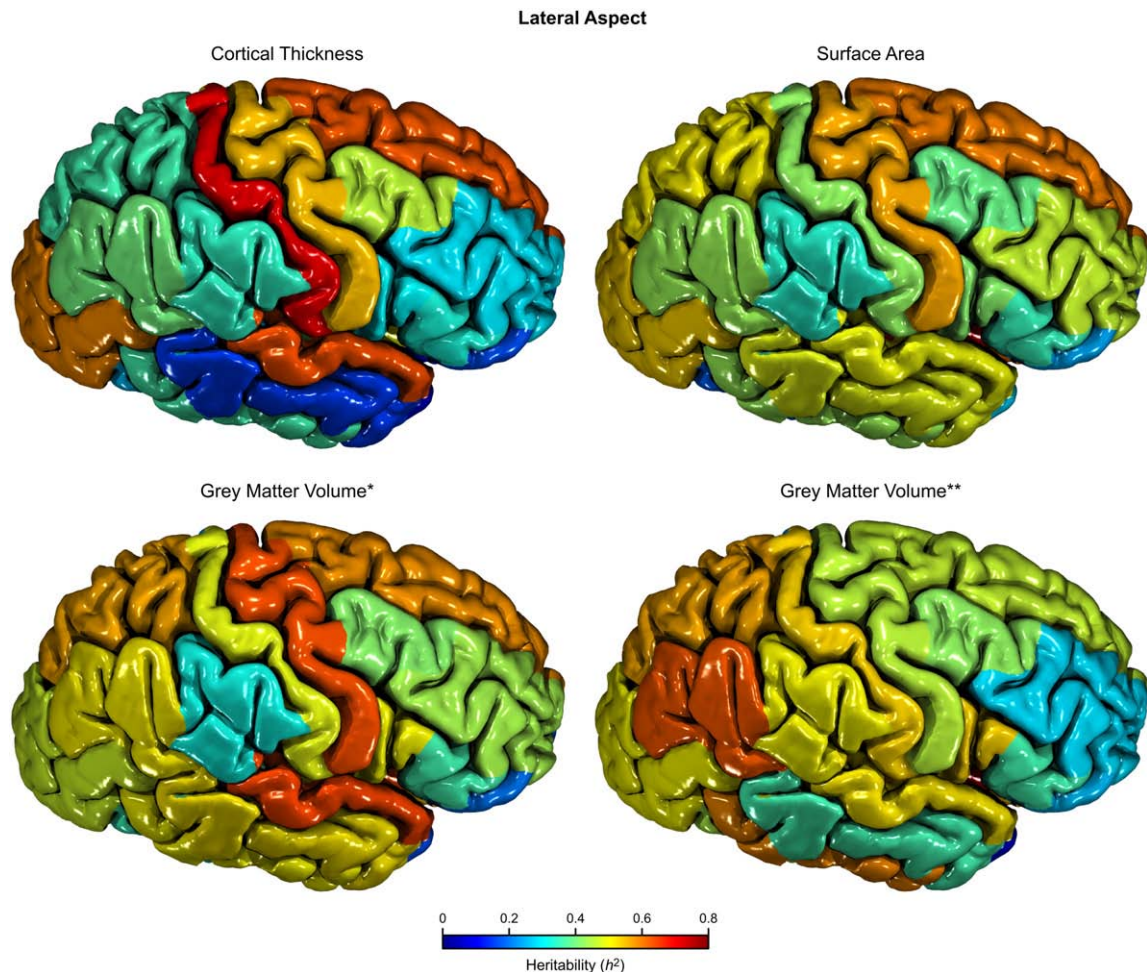 Lateral Aspect
Cortical Thickness
Surface Area
Grey Matter Volume*
Grey Matter Volume**
0 0.2 0.4 0.6 0.8
Heritability (h²)